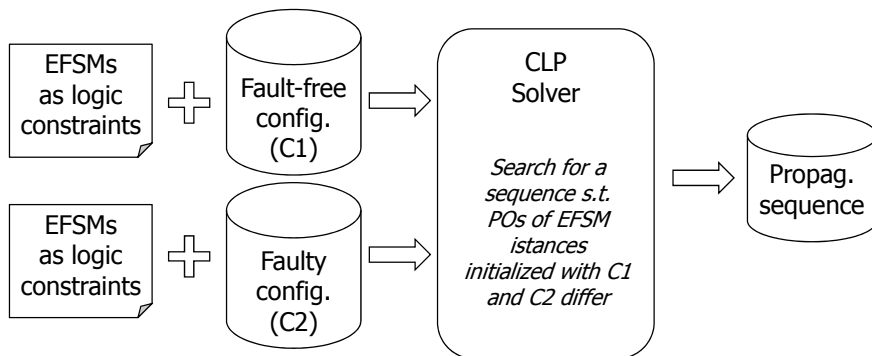 EFSMs
as logic
constraints
Fault-free
config.
(C1)
CLP
Solver
Search for a
sequence s.t.
POs of EFSM
istances
initialized with C1
and C2 differ
Propag.
sequence
EFSMs
as logic
constraints
Faulty
config.
(C2)